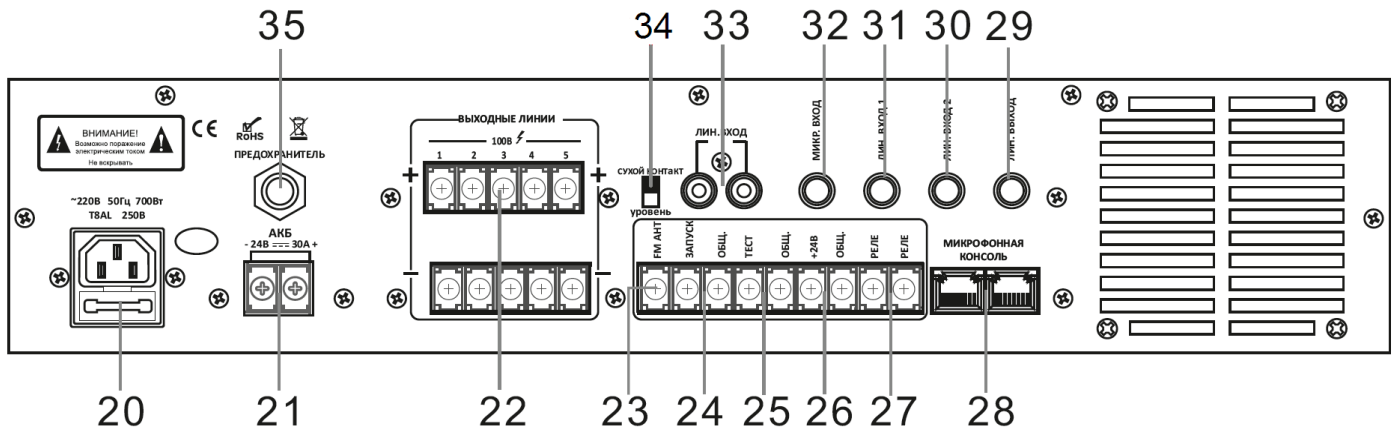 35 34 33 32 31 30 29
ВНИМАНИЕ!
Возможно поражение
электрическим током
Не вскрывать
CE
RoHS
ПРЕДОХРАНИТЕЛЬ
~220В 50Гц 700Вт
T8AL 250В
АКБ
- 24В 30А +
ВЫХОДНЫЕ ЛИНИИ
100В
1 2 3 4 5
+ +
- -
СУХОЙ КОНТАКТ
уровень
ЛИН. ВХОД
МИКР. ВХОД
ЛИН. ВХОД 1
ЛИН. ВХОД 2
ЛИН. ВЫХОД
FM АНТ
ЗАПУСК
ОБЩ.
ТЕСТ
ОБЩ.
+24В
ОБЩ.
РЕЛЕ
РЕЛЕ
МИКРОФОННАЯ
КОНСОЛЬ
20 21 22 23 24 25 26 27 28